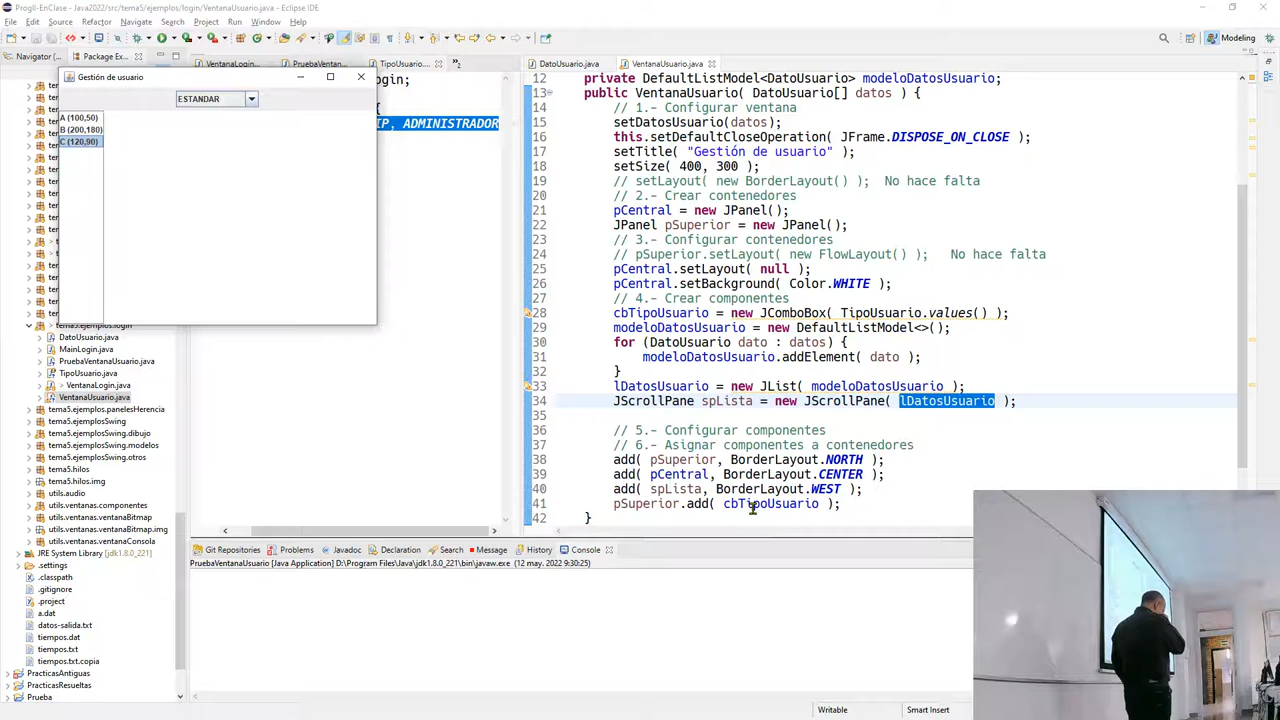 ProgII-EnClase - Java2022/src/tema5/ejemplos/login/VentanaUsuario.java - Eclipse IDE
File Edit Source Refactor Navigate Search Project Run Window Help
Modeling
Navigator ( Package Ex...
Gestión de usuario
ESTANDAR
A (100,50)
B (200,180)
C (120,90)
VentanaLogin... PruebaVentan... TipoUsuario....
gin;
{
IP, ADMINISTRADOR
tema5.ejemplos.login
DatoUsuario.java
MainLogin.java
PruebaVentanaUsuario.java
TipoUsuario.java
VentanaLogin.java
VentanaUsuario.java
tema5.ejemplos.panelesHerencia
tema5.ejemplosSwing
tema5.ejemplosSwing.dibujo
tema5.ejemplosSwing.modelos
tema5.ejemplosSwing.otros
tema5.hilos
tema5.hilos.img
utils.audio
utils.ventanas.componentes
utils.ventanas.ventanaBitmap
utils.ventanas.ventanaBitmap.img
utils.ventanas.ventanaConsola
JRE System Library [jdk1.8.0_221]
.settings
.classpath
.gitignore
.project
a.dat
datos-salida.txt
tiempos.dat
tiempos.txt
tiempos.txt.copia
PracticasAntiguas
PracticasResueltas
Prueba
DatoUsuario.java VentanaUsuario.java
12 private DefaultListModel<DatoUsuario> modeloDatosUsuario;
13 public VentanaUsuario( DatoUsuario[] datos ) {
14 // 1.- Configurar ventana
15 setDatosUsuario(datos);
16 this.setDefaultCloseOperation( JFrame.DISPOSE_ON_CLOSE );
17 setTitle( "Gestión de usuario" );
18 setSize( 400, 300 );
19 // setLayout( new BorderLayout() ); No hace falta
20 // 2.- Crear contenedores
21 pCentral = new JPanel();
22 JPanel pSuperior = new JPanel();
23 // 3.- Configurar contenedores
24 // pSuperior.setLayout( new FlowLayout() ); No hace falta
25 pCentral.setLayout( null );
26 pCentral.setBackground( Color.WHITE );
27 // 4.- Crear componentes
28 cbTipoUsuario = new JComboBox( TipoUsuario.values() );
29 modeloDatosUsuario = new DefaultListModel<>();
30 for (DatoUsuario dato : datos) {
31 modeloDatosUsuario.addElement( dato );
32 }
33 lDatosUsuario = new JList( modeloDatosUsuario );
34 JScrollPane spLista = new JScrollPane( lDatosUsuario );
35
36 // 5.- Configurar componentes
37 // 6.- Asignar componentes a contenedores
38 add( pSuperior, BorderLayout.NORTH );
39 add( pCentral, BorderLayout.CENTER );
40 add( spLista, BorderLayout.WEST );
41 pSuperior.add( cbTipoUsuario );
42 }
Git Repositories Problems Javadoc Declaration Search Message History Console
PruebaVentanaUsuario [Java Application] D:\Program Files\Java\jdk1.8.0_221\bin\javaw.exe (12 may. 2022 9:30:25)
Writable Smart Insert